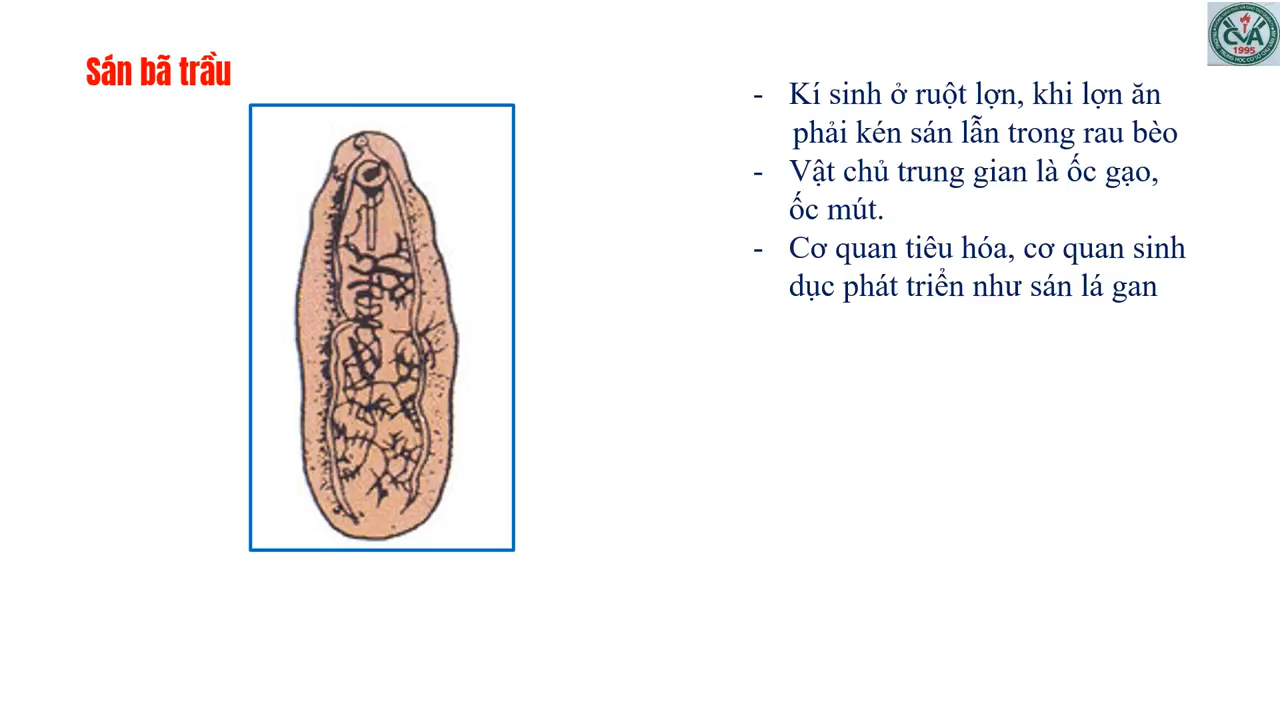 Sán bã trầu
CVA
1995
- Kí sinh ở ruột lợn, khi lợn ăn
phải kén sán lẫn trong rau bèo
- Vật chủ trung gian là ốc gạo,
ốc mút.
- Cơ quan tiêu hóa, cơ quan sinh
dục phát triển như sán lá gan